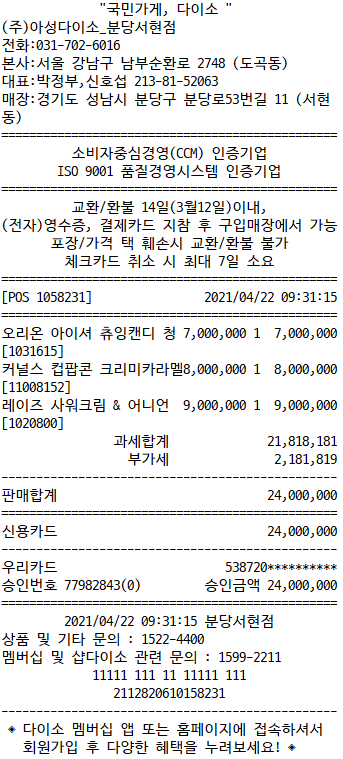 "국민가게, 다이소 "
(주)아성다이소_분당서현점
전화:031-702-6016
본사:서울 강남구 남부순환로 2748 (도곡동)
대표:박정부,신호섭 213-81-52063
매장:경기도 성남시 분당구 분당로53번길 11 (서현
동)
소비자중심경영(CCM) 인증기업
ISO 9001 품질경영시스템 인증기업
교환/환불 14일(3월12일)이내,
(전자)영수증, 결제카드 지참 후 구입매장에서 가능
포장/가격 택 훼손시 교환/환불 불가
체크카드 취소 시 최대 7일 소요
[POS 1058231] 2021/04/22 09:31:15
오리온 아이셔 츄잉캔디 청 7,000,000 1 7,000,000
[1031615]
커널스 컵팝콘 크리미카라멜8,000,000 1 8,000,000
[11008152]
레이즈 사워크림 & 어니언 9,000,000 1 9,000,000
[1020800]
과세합계 21,818,181
부가세 2,181,819
판매합계 24,000,000
신용카드 24,000,000
우리카드 538720**********
승인번호 77982843(0) 승인금액 24,000,000
2021/04/22 09:31:15 분당서현점
상품 및 기타 문의 : 1522-4400
멤버십 및 샵다이소 관련 문의 : 1599-2211
11111 111 11 11111 111
2112820610158231
◈ 다이소 멤버십 앱 또는 홈페이지에 접속하셔서
회원가입 후 다양한 혜택을 누려보세요! ◈